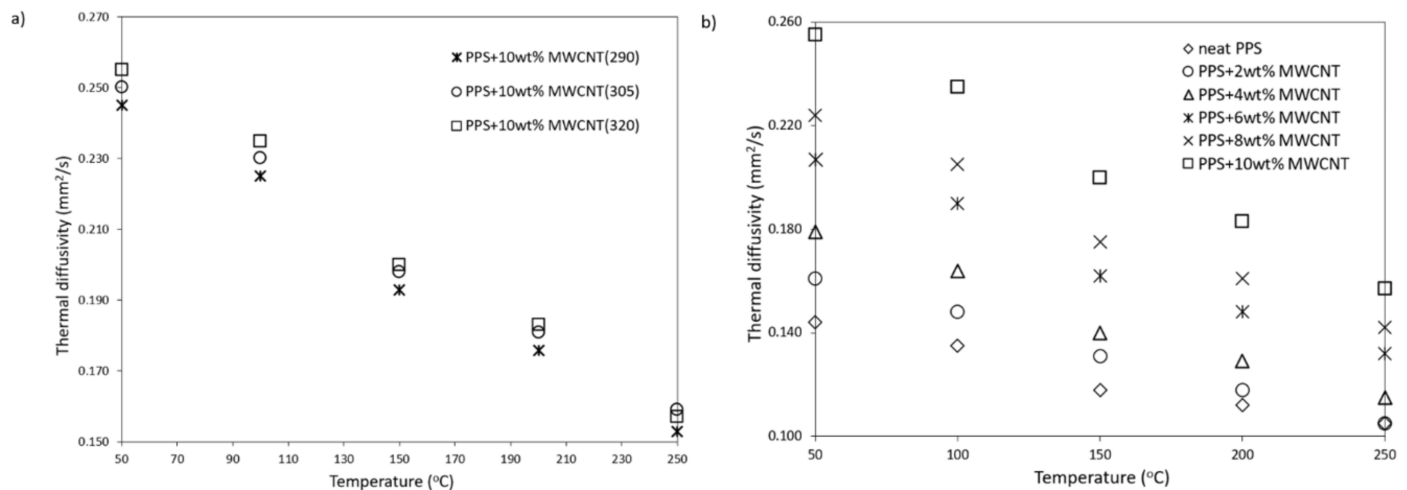 a)
0.270
0.250
0.230
0.210
0.190
0.170
0.150
Thermal diffusivity (mm²/s)
50 70 90 110 130 150 170 190 210 230 250
Temperature (°C)
PPS+10wt% MWCNT(290)
PPS+10wt% MWCNT(305)
PPS+10wt% MWCNT(320)
b)
0.260
0.220
0.180
0.140
0.100
Thermal diffusivity (mm²/s)
50 100 150 200 250
Temperature (°C)
neat PPS
PPS+2wt% MWCNT
PPS+4wt% MWCNT
PPS+6wt% MWCNT
PPS+8wt% MWCNT
PPS+10wt% MWCNT